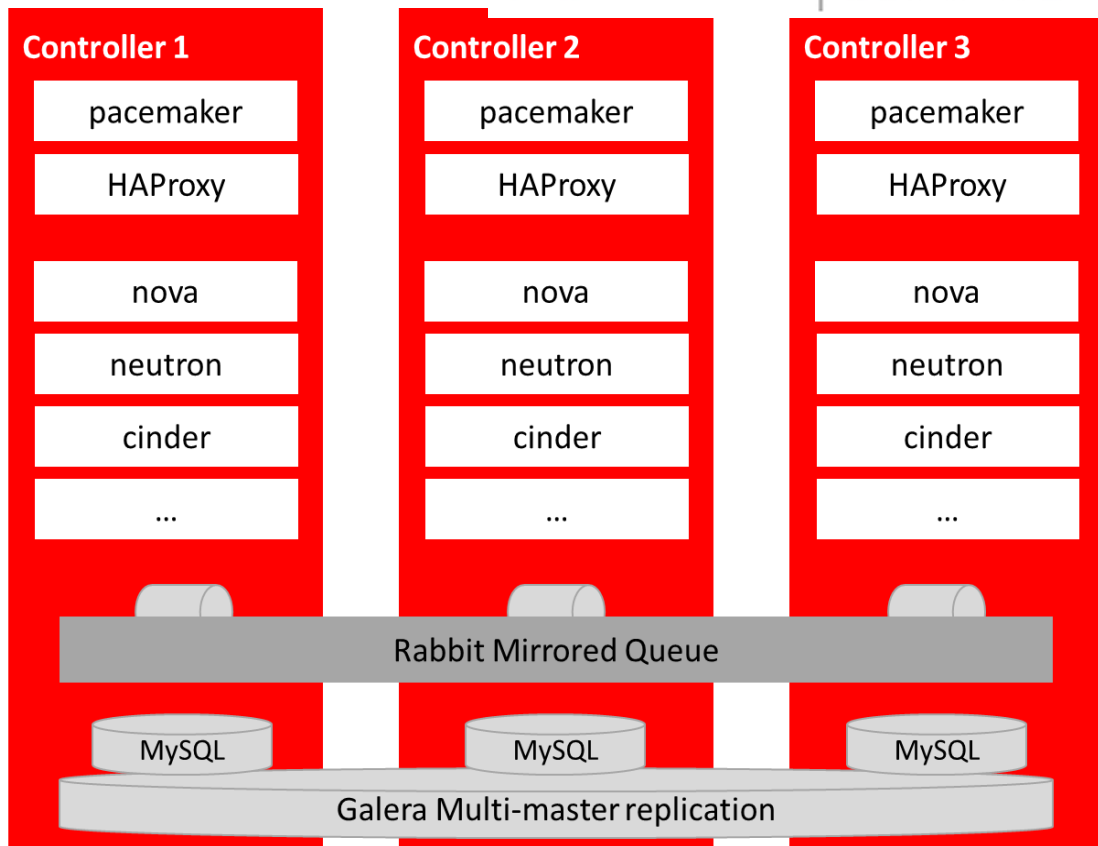 Controller 1
pacemaker
HAProxy
nova
neutron
cinder
...
Controller 2
pacemaker
HAProxy
nova
neutron
cinder
...
Controller 3
pacemaker
HAProxy
nova
neutron
cinder
...
Rabbit Mirrored Queue
MySQL
MySQL
MySQL
Galera Multi-master replication